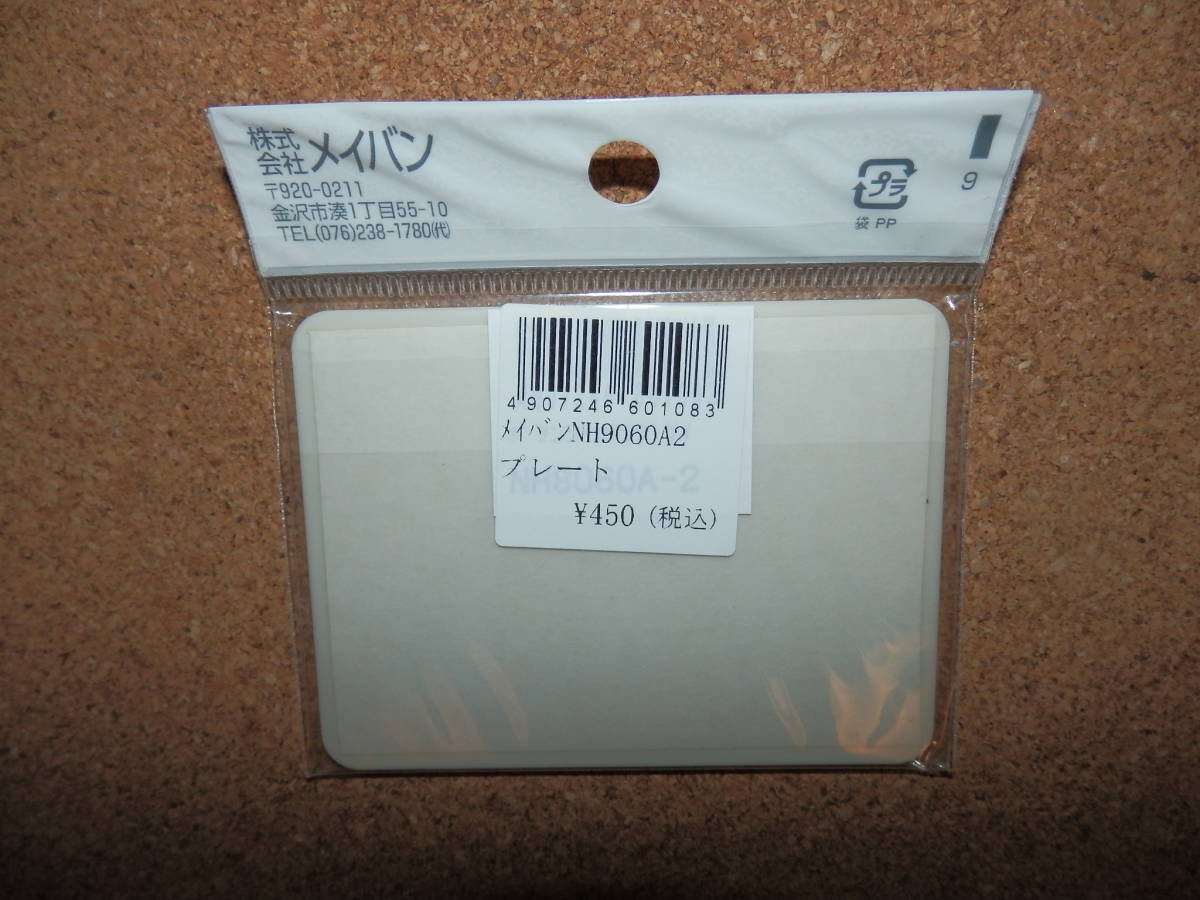 株式会社メイバン
〒920-0211
金沢市湊1丁目55-10
TEL(076)238-1780㈹
プラ
袋 PP
9
4 907246 601083
ﾒｲﾊﾞﾝNH9060A2
プレート
NH9060A-2
¥450 (税込)